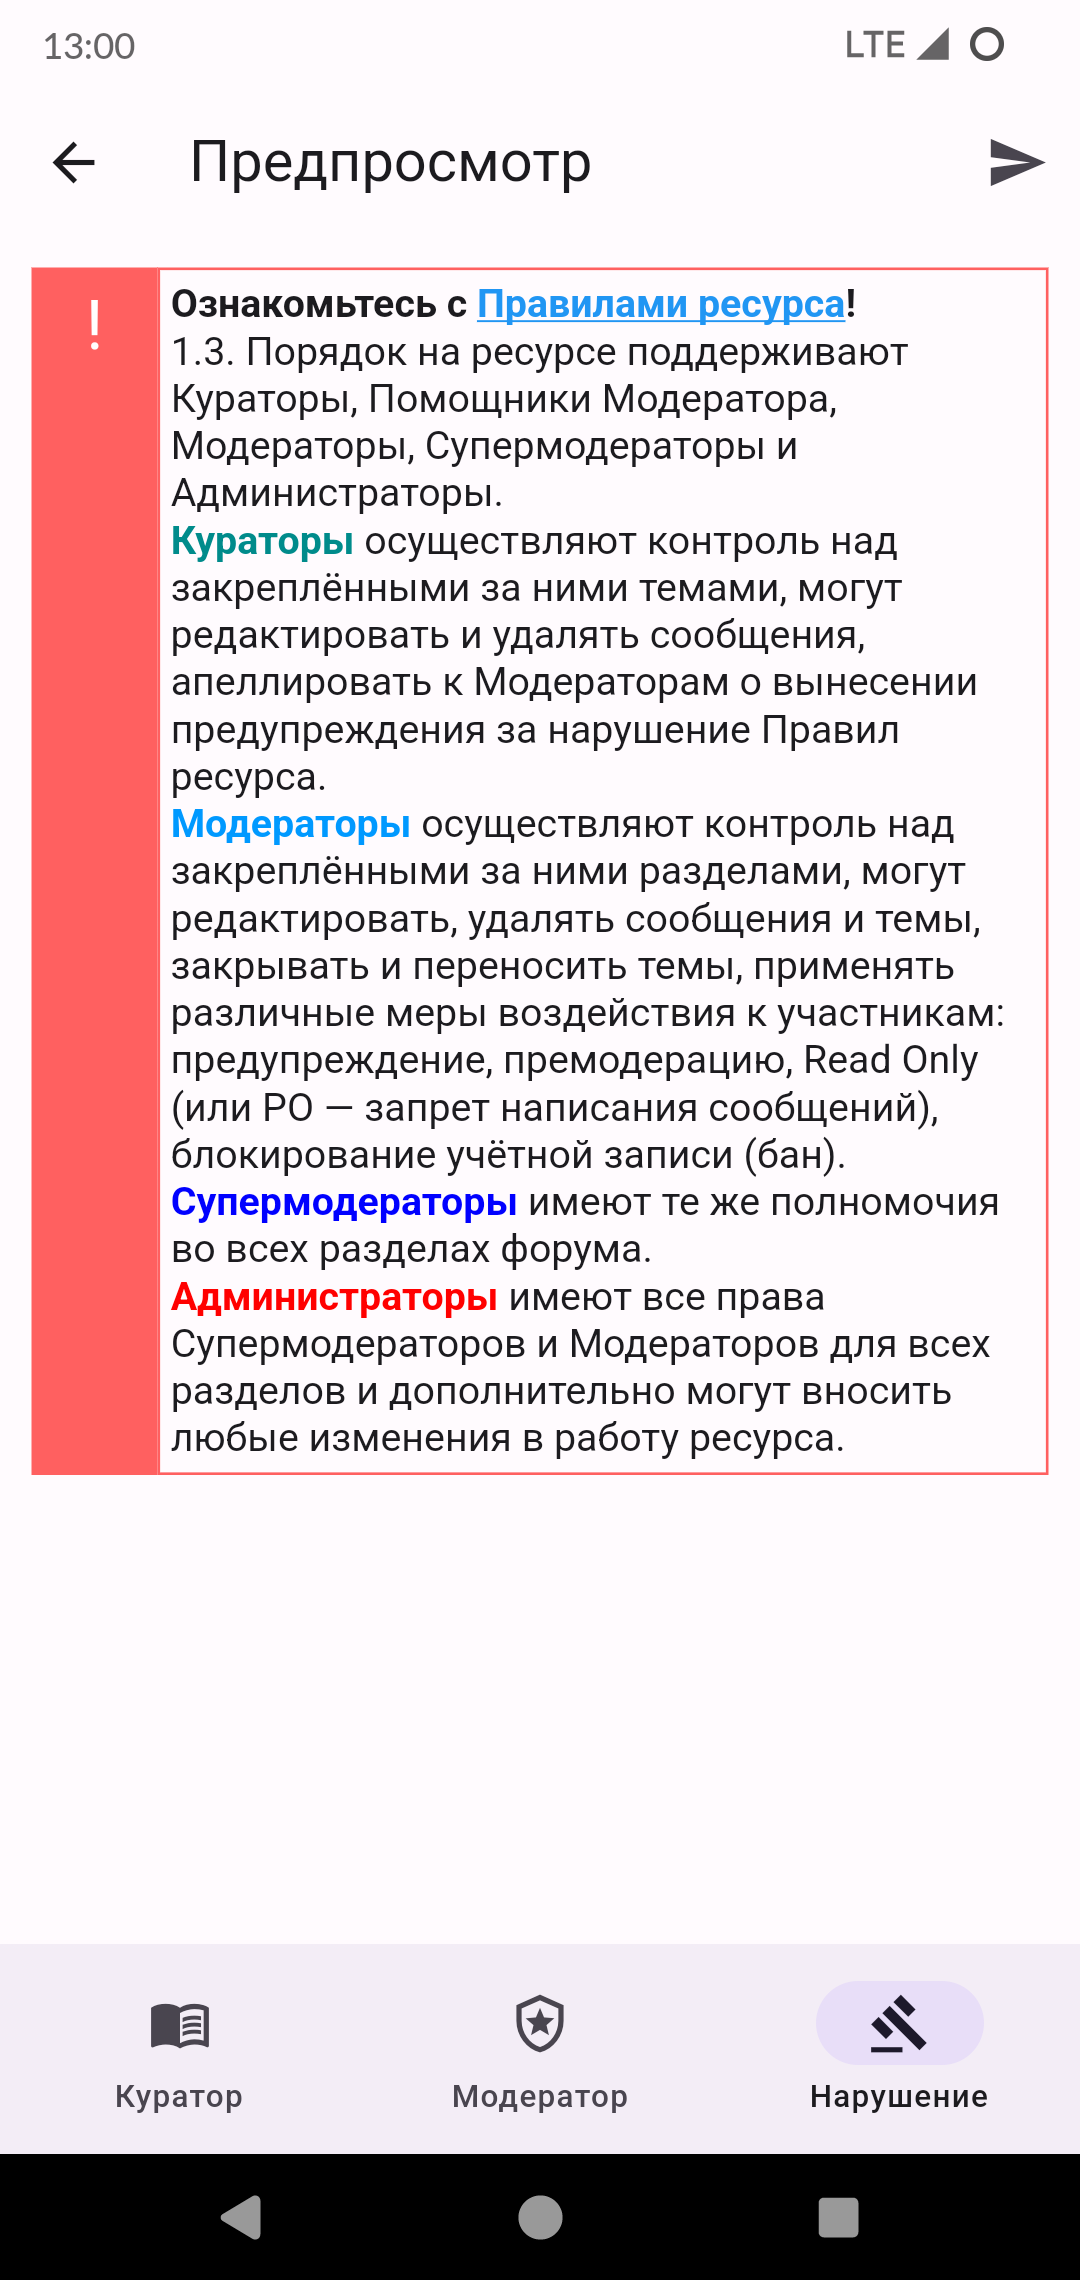 13:00
LTE
Предпросмотр
!
Ознакомьтесь с Правилами ресурса!
1.3. Порядок на ресурсе поддерживают
Кураторы, Помощники Модератора,
Модераторы, Супермодераторы и
Администраторы.
Кураторы осуществляют контроль над
закреплёнными за ними темами, могут
редактировать и удалять сообщения,
апеллировать к Модераторам о вынесении
предупреждения за нарушение Правил
ресурса.
Модераторы осуществляют контроль над
закреплёнными за ними разделами, могут
редактировать, удалять сообщения и темы,
закрывать и переносить темы, применять
различные меры воздействия к участникам:
предупреждение, премодерацию, Read Only
(или РО — запрет написания сообщений),
блокирование учётной записи (бан).
Супермодераторы имеют те же полномочия
во всех разделах форума.
Администраторы имеют все права
Супермодераторов и Модераторов для всех
разделов и дополнительно могут вносить
любые изменения в работу ресурса.
Куратор
Модератор
Нарушение